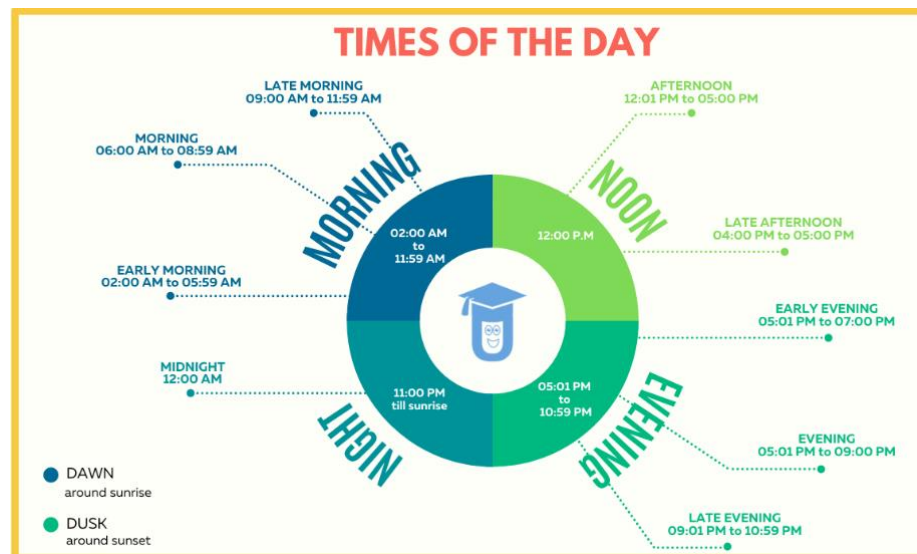 TIMES OF THE DAY
LATE MORNING
09:00 AM to 11:59 AM
MORNING
06:00 AM to 08:59 AM
EARLY MORNING
02:00 AM to 05:59 AM
MIDNIGHT
12:00 AM
AFTERNOON
12:01 PM to 05:00 PM
LATE AFTERNOON
04:00 PM to 05:00 PM
EARLY EVENING
05:01 PM to 07:00 PM
EVENING
05:01 PM to 09:00 PM
LATE EVENING
09:01 PM to 10:59 PM
MORNING
02:00 AM
to
11:59 AM
NOON
12:00 P.M
EVENING
05:01 PM
to
10:59 PM
NIGHT
11:00 PM
till sunrise
DAWN
around sunrise
DUSK
around sunset